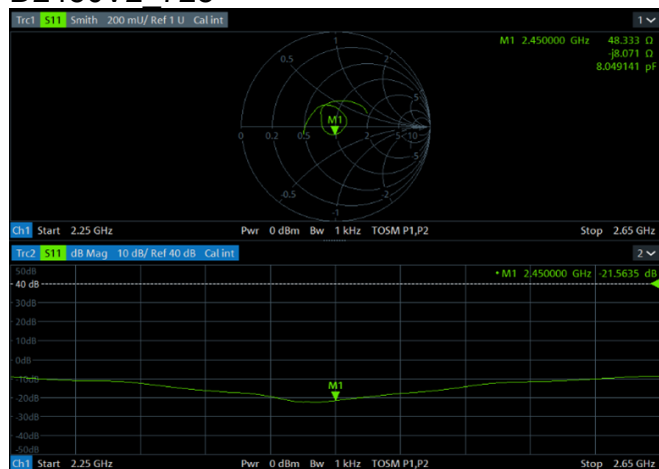 Trc1 S11 Smith 200 mU/ Ref 1 U Cal int 1
M1 2.450000 GHz 48.333 Ω
-j8.071 Ω
8.049141 pF
1
0.5 2
5
M1
0 0.2 0.5 2 5 10
-5
-0.5 -2
-1
Ch1 Start 2.25 GHz Pwr 0 dBm Bw 1 kHz TOSM P1,P2 Stop 2.65 GHz
Trc2 S11 dB Mag 10 dB/ Ref 40 dB Cal int 2
50dB
•M1 2.450000 GHz -21.5635 dB
40 dB
30dB
20dB
10dB
0dB
-10dB
M1
-20dB
-30dB
-40dB
-50dB
Ch1 Start 2.25 GHz Pwr 0 dBm Bw 1 kHz TOSM P1,P2 Stop 2.65 GHz